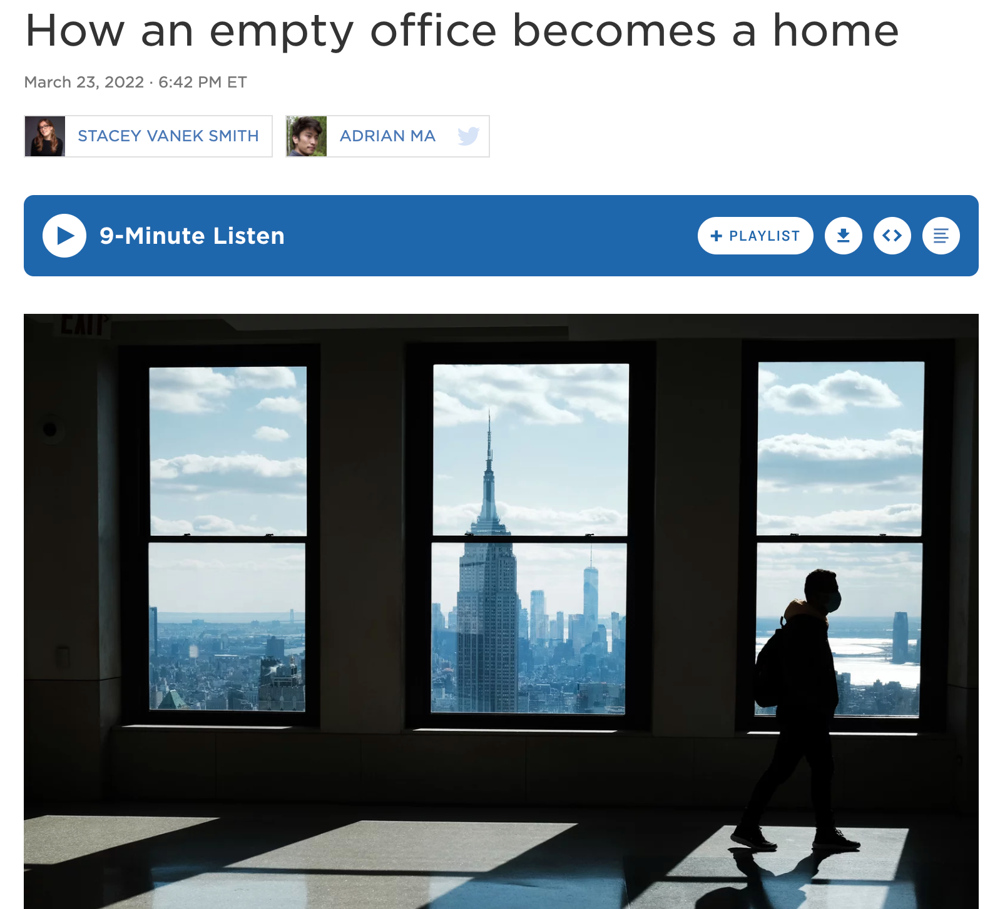 How an empty office becomes a home
March 23, 2022 · 6:42 PM ET
STACEY VANEK SMITH
ADRIAN MA
9-Minute Listen
+ PLAYLIST
EXIT